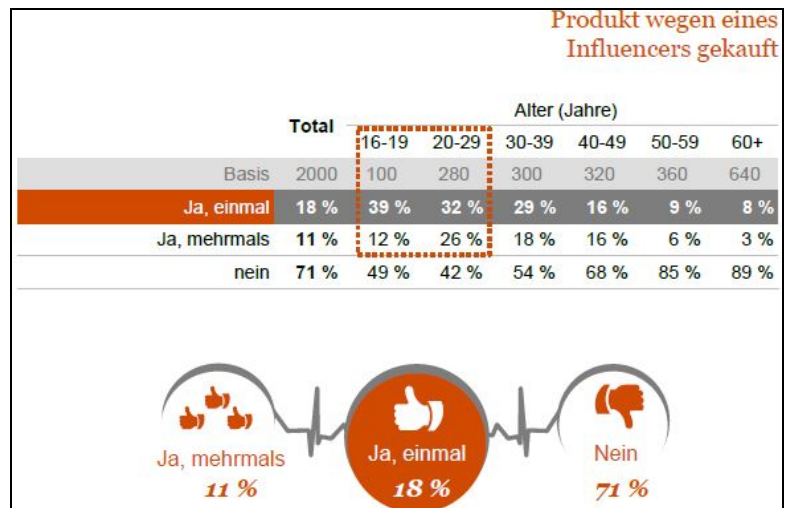 Produkt wegen eines
Influencers gekauft
Alter (Jahre)
Total
16-19 20-29 30-39 40-49 50-59 60+
Basis 2000 100 280 300 320 360 640
Ja, einmal 18 % 39 % 32 % 29 % 16 % 9 % 8 %
Ja, mehrmals 11 % 12 % 26 % 18 % 16 % 6 % 3 %
nein 71 % 49 % 42 % 54 % 68 % 85 % 89 %
Ja, mehrmals
11 %
Ja, einmal
18 %
Nein
71 %